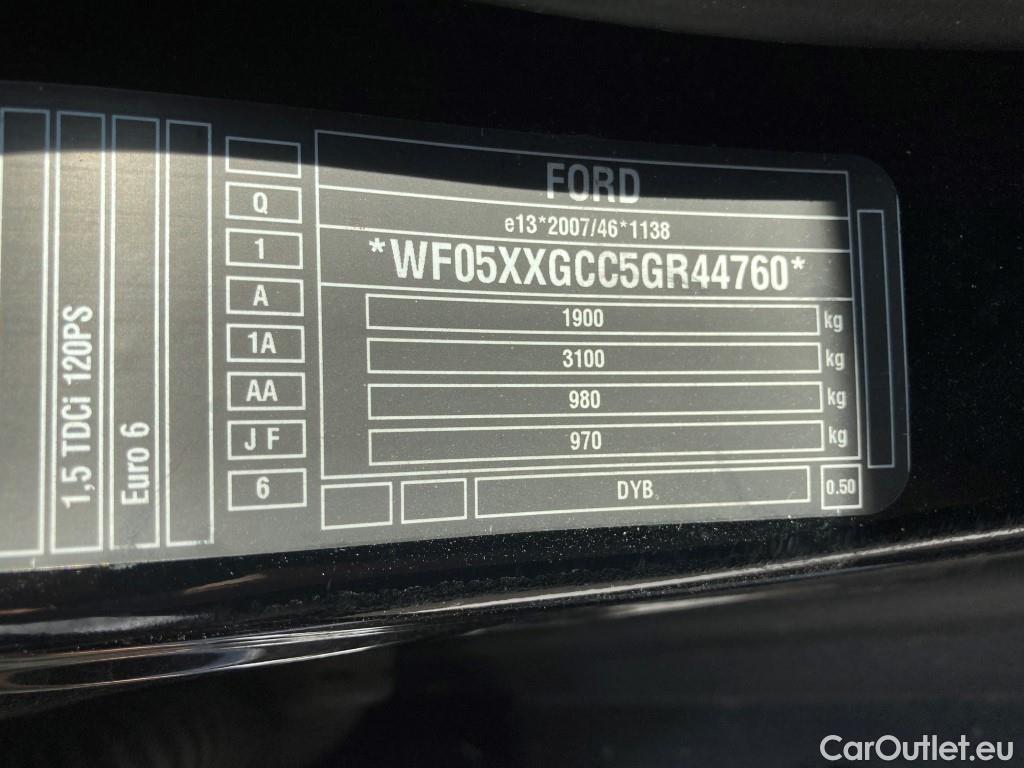 FORD
e13*2007/46*1138
*WF05XXGCC5GR44760*
1900 kg
3100 kg
980 kg
970 kg
DYB 0.50
Q
1
A
1A
AA
J F
6
1,5 TDCi 120PS
Euro 6
CarOutlet.eu